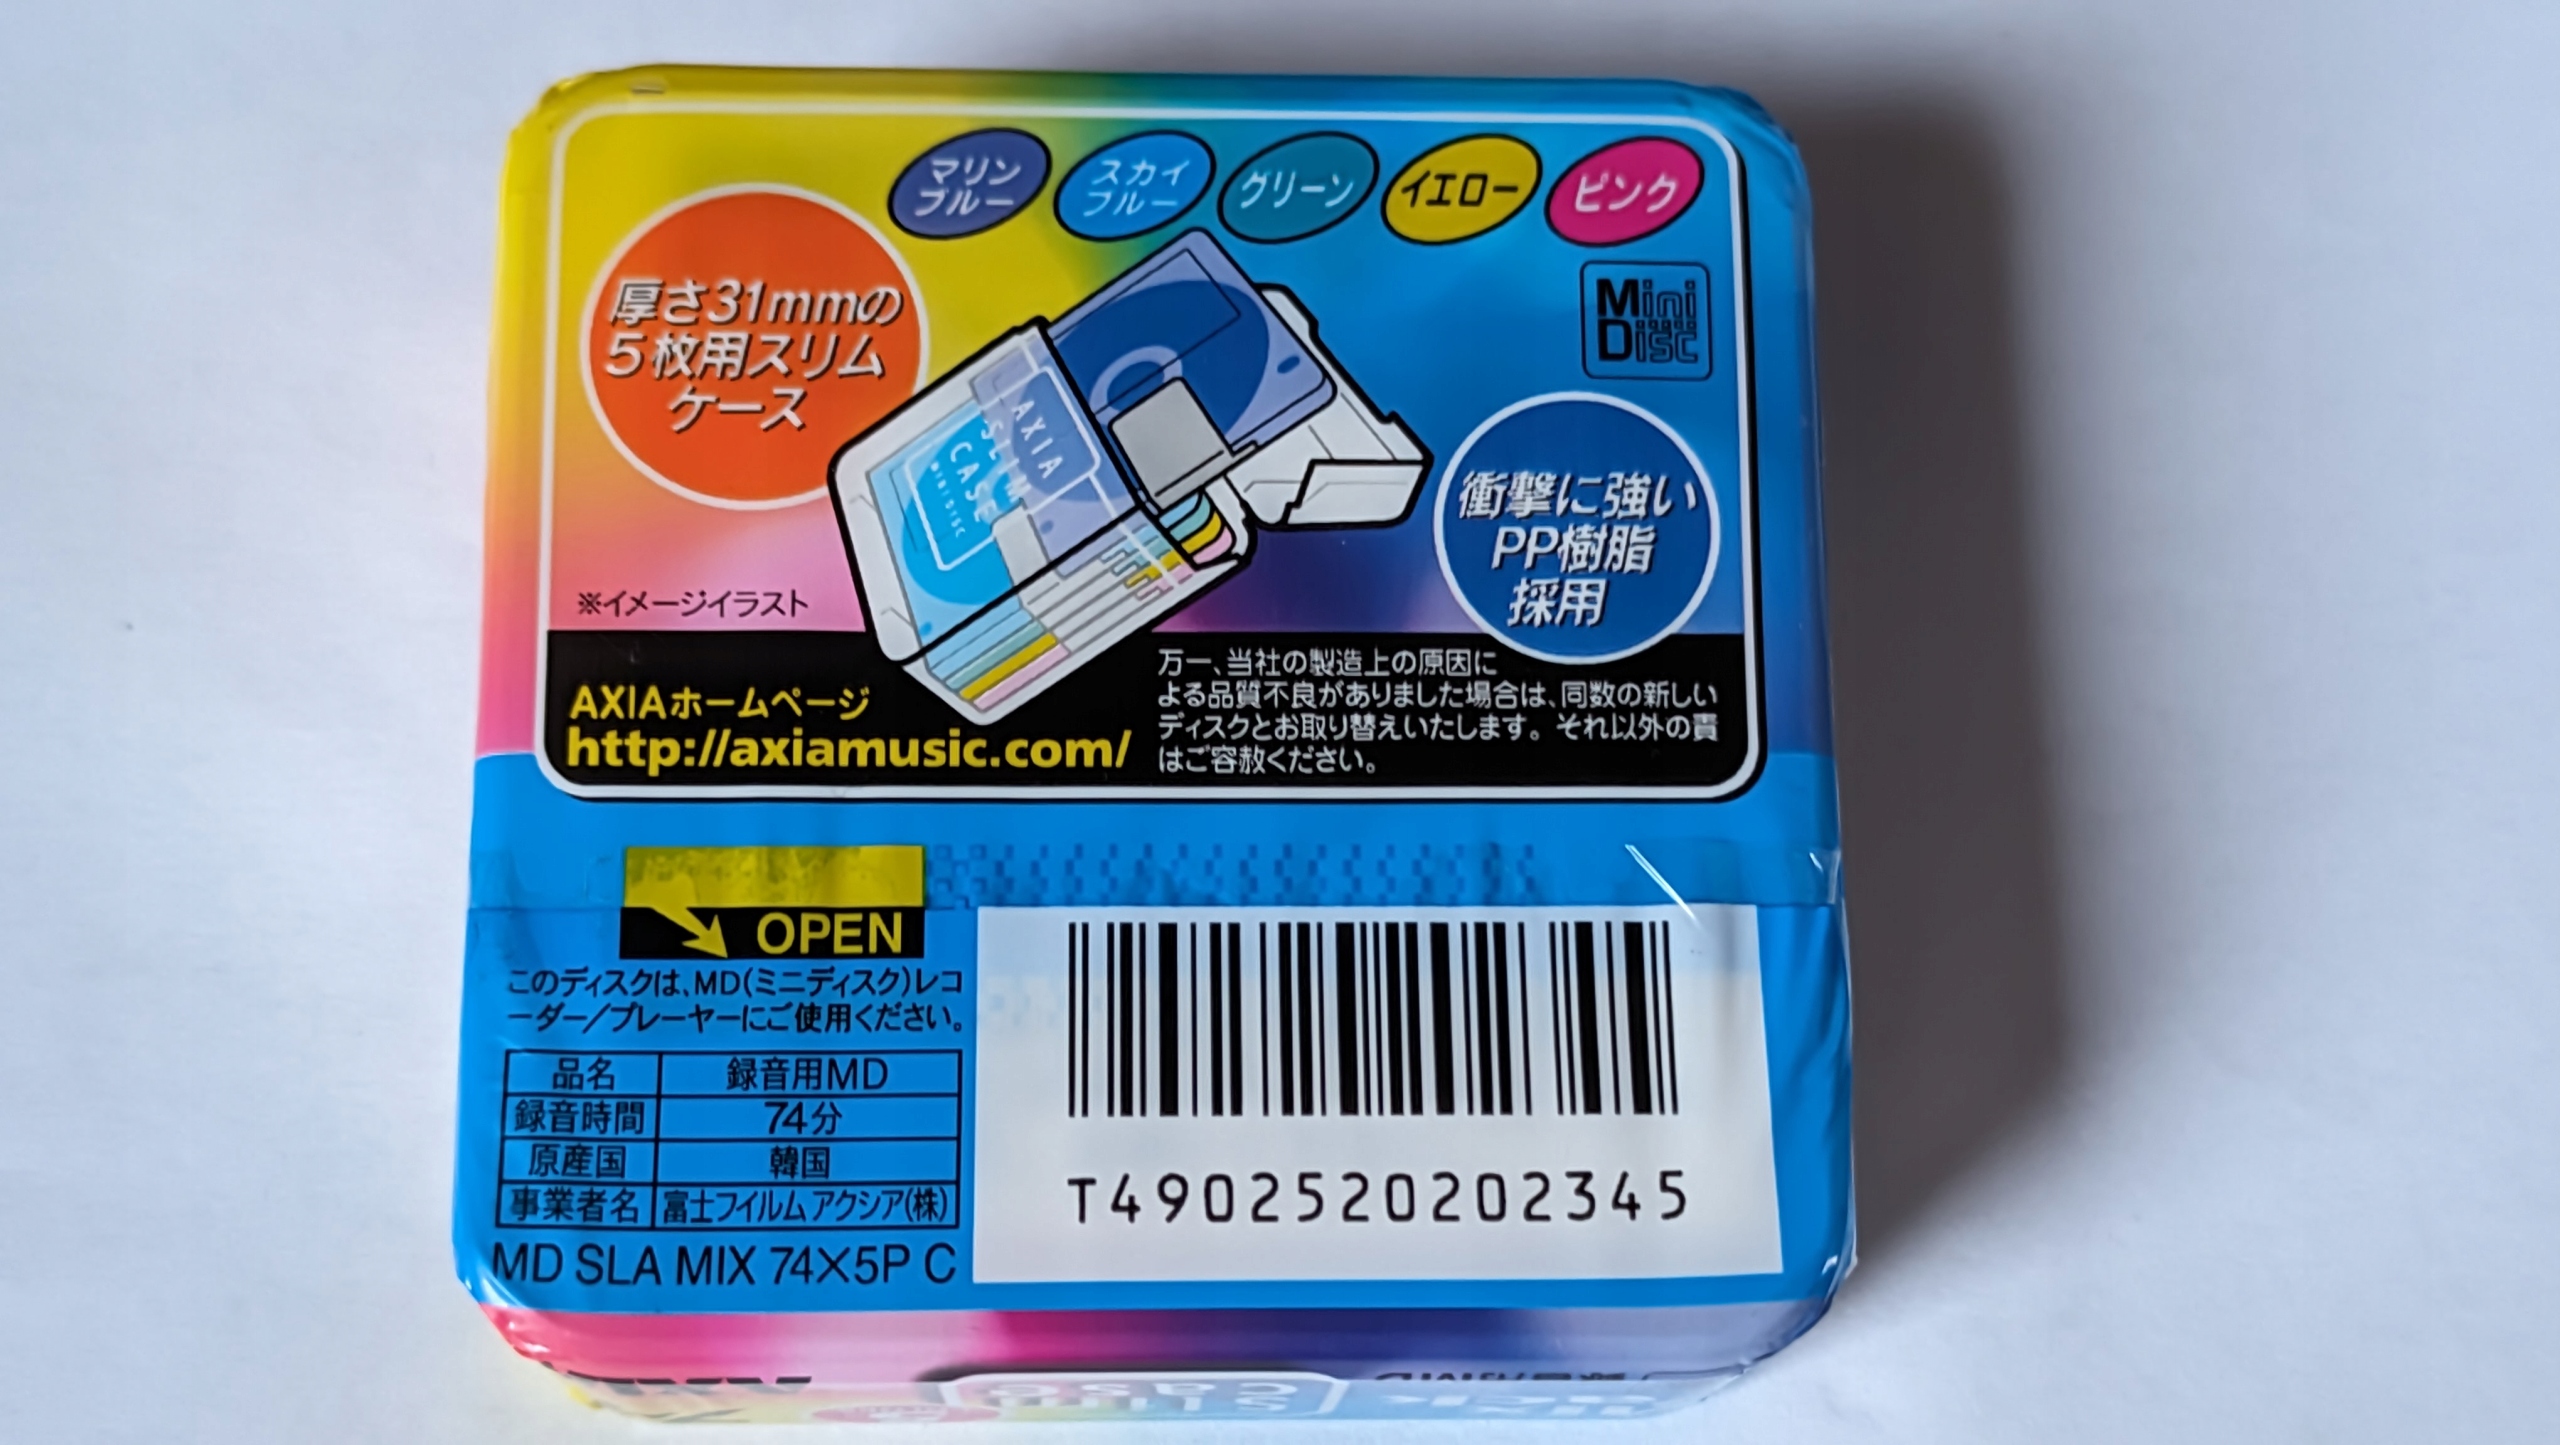 マリン
ブルー
スカイ
ブルー
グリーン
イエロー
ピンク
厚さ31mmの
5枚用スリム
ケース
Mini
Disc
AXIA
SLIM
CASE
MINIDISC
衝撃に強い
PP樹脂
採用
※イメージイラスト
AXIAホームページ
http://axiamusic.com/
万一、当社の製造上の原因に
よる品質不良がありました場合は、同数の新しい
ディスクとお取り替えいたします。それ以外の責
はご容赦ください。
OPEN
このディスクは、MD(ミニディスク)レコ
ーダー/プレーヤーにご使用ください。
品名 録音用MD
録音時間 74分
原産国 韓国
事業者名 富士フイルムアクシア(株)
MD SLA MIX 74×5P C
T4902520202345